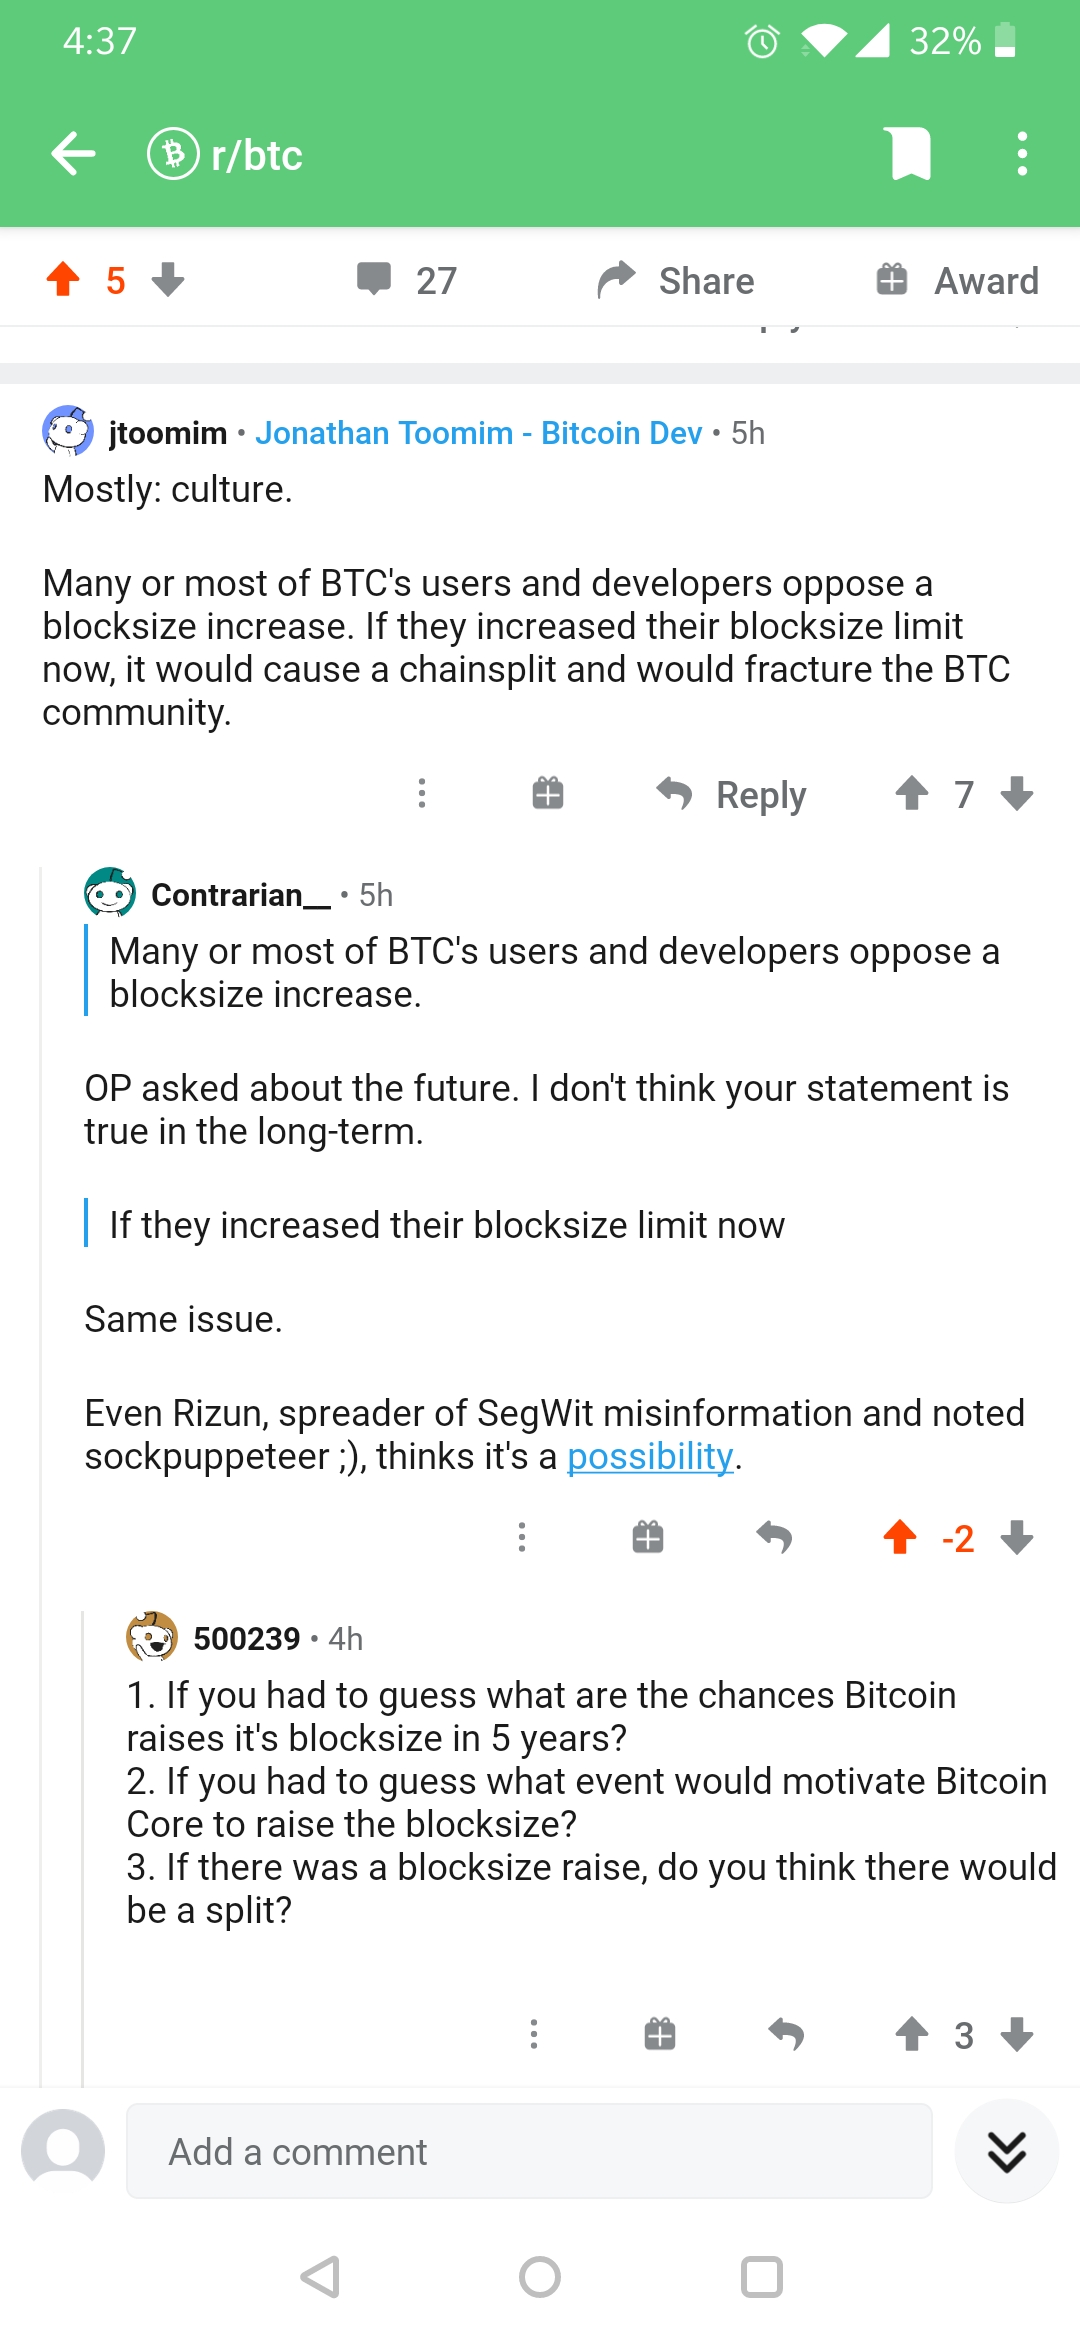 4:37
32%
r/btc
5
27
Share
Award
jtoomim • Jonathan Toomim - Bitcoin Dev • 5h
Mostly: culture.
Many or most of BTC's users and developers oppose a
blocksize increase. If they increased their blocksize limit
now, it would cause a chainsplit and would fracture the BTC
community.
Reply
7
Contrarian__ • 5h
Many or most of BTC's users and developers oppose a
blocksize increase.
OP asked about the future. I don't think your statement is
true in the long-term.
If they increased their blocksize limit now
Same issue.
Even Rizun, spreader of SegWit misinformation and noted
sockpuppeteer ;), thinks it's a possibility.
-2
500239 • 4h
1. If you had to guess what are the chances Bitcoin
raises it's blocksize in 5 years?
2. If you had to guess what event would motivate Bitcoin
Core to raise the blocksize?
3. If there was a blocksize raise, do you think there would
be a split?
3
Add a comment